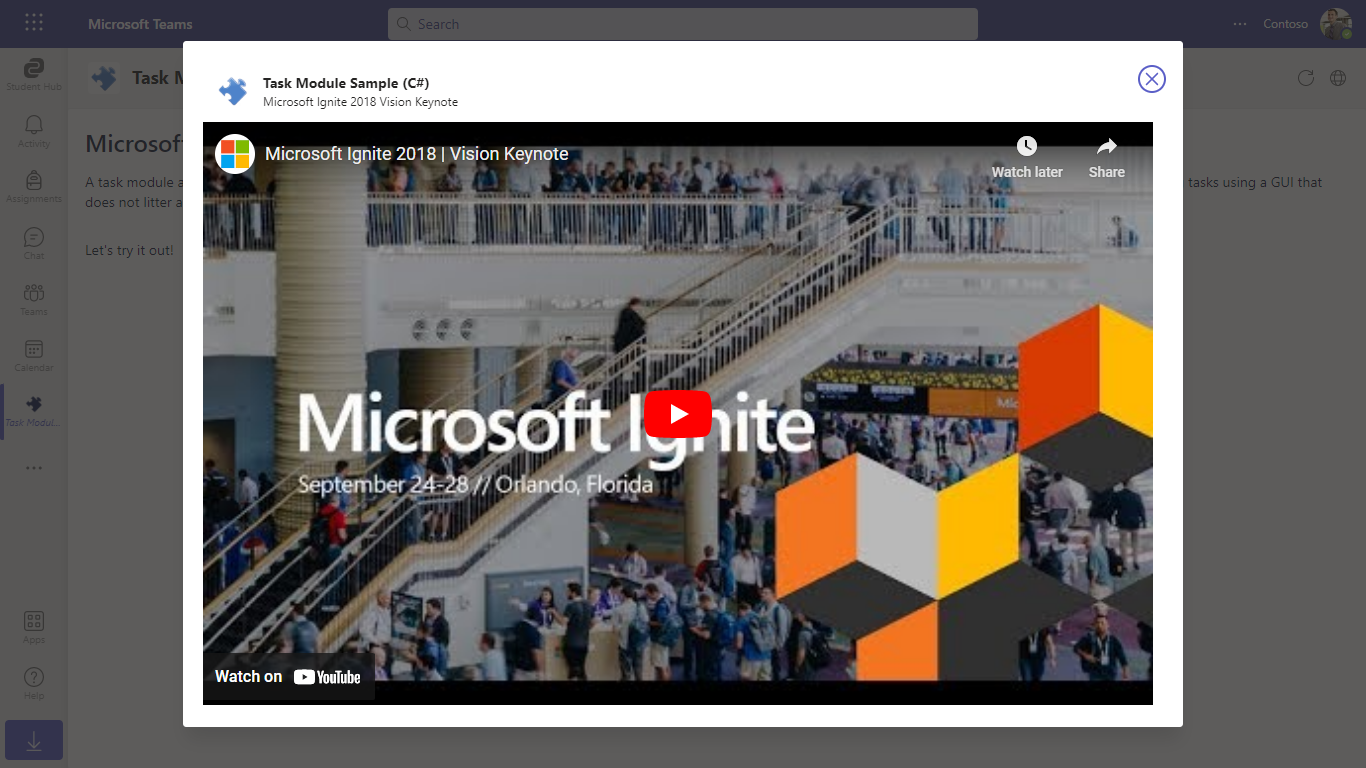 Microsoft Teams
Search
Contoso
Student Hub
Activity
Assignments
Chat
Teams
Calendar
Task Modul...
Apps
Help
Task M
Microsof
A task module a
tasks using a GUI that
does not litter a
Let's try it out!
Task Module Sample (C#)
Microsoft Ignite 2018 Vision Keynote
Microsoft Ignite 2018 | Vision Keynote
Watch later
Share
Mic
Microsoft Ignite
September 24-28 // Orlando, Florida
Watch on YouTube